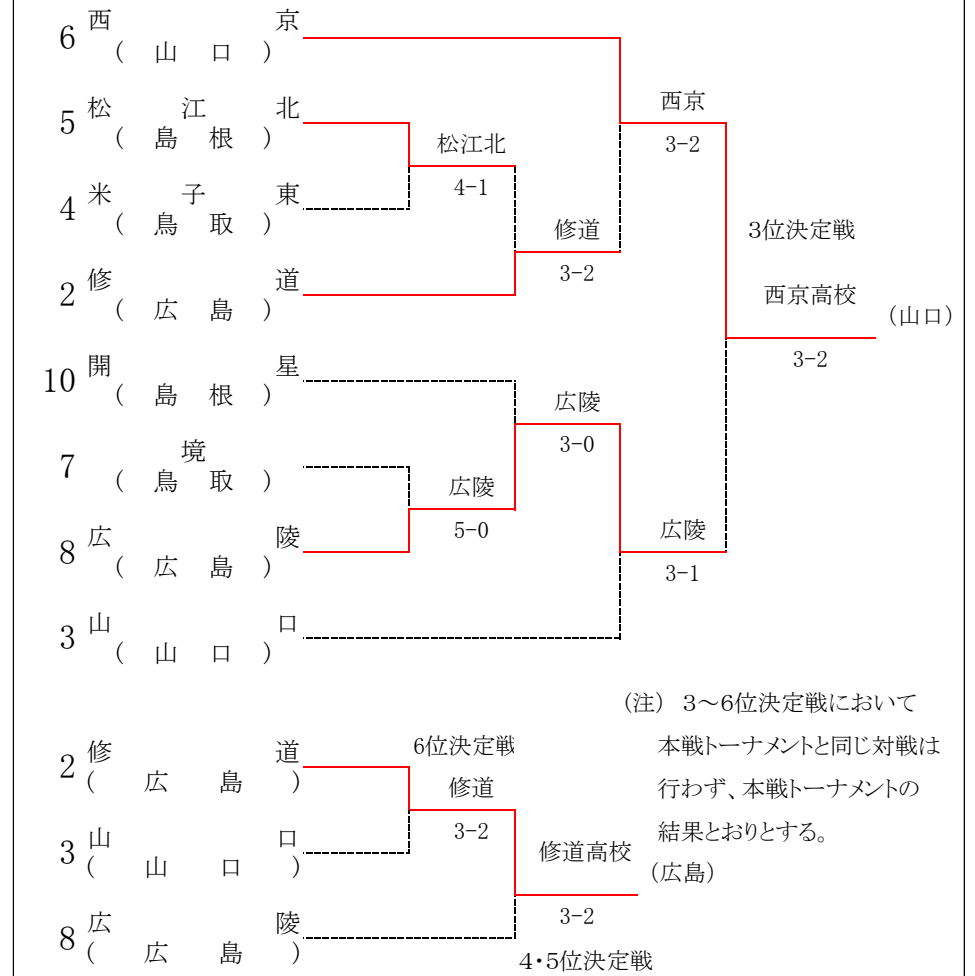 6 西京
(山口)
5 松江北
(島根)
4 米子東
(鳥取)
2 修道
(広島)
10 開星
(島根)
7 境
(鳥取)
8 広陵
(広島)
3 山口
(山口)
松江北
4-1
修道
3-2
西京
3-2
広陵
5-0
広陵
3-0
広陵
3-1
3位決定戦
西京高校
(山口)
3-2
(注) 3~6位決定戦において
本戦トーナメントと同じ対戦は
行わず、本戦トーナメントの
結果とおりとする。
2 修道
(広島)
3 山口
(山口)
8 広陵
(広島)
6位決定戦
修道
3-2
修道高校
(広島)
3-2
4・5位決定戦